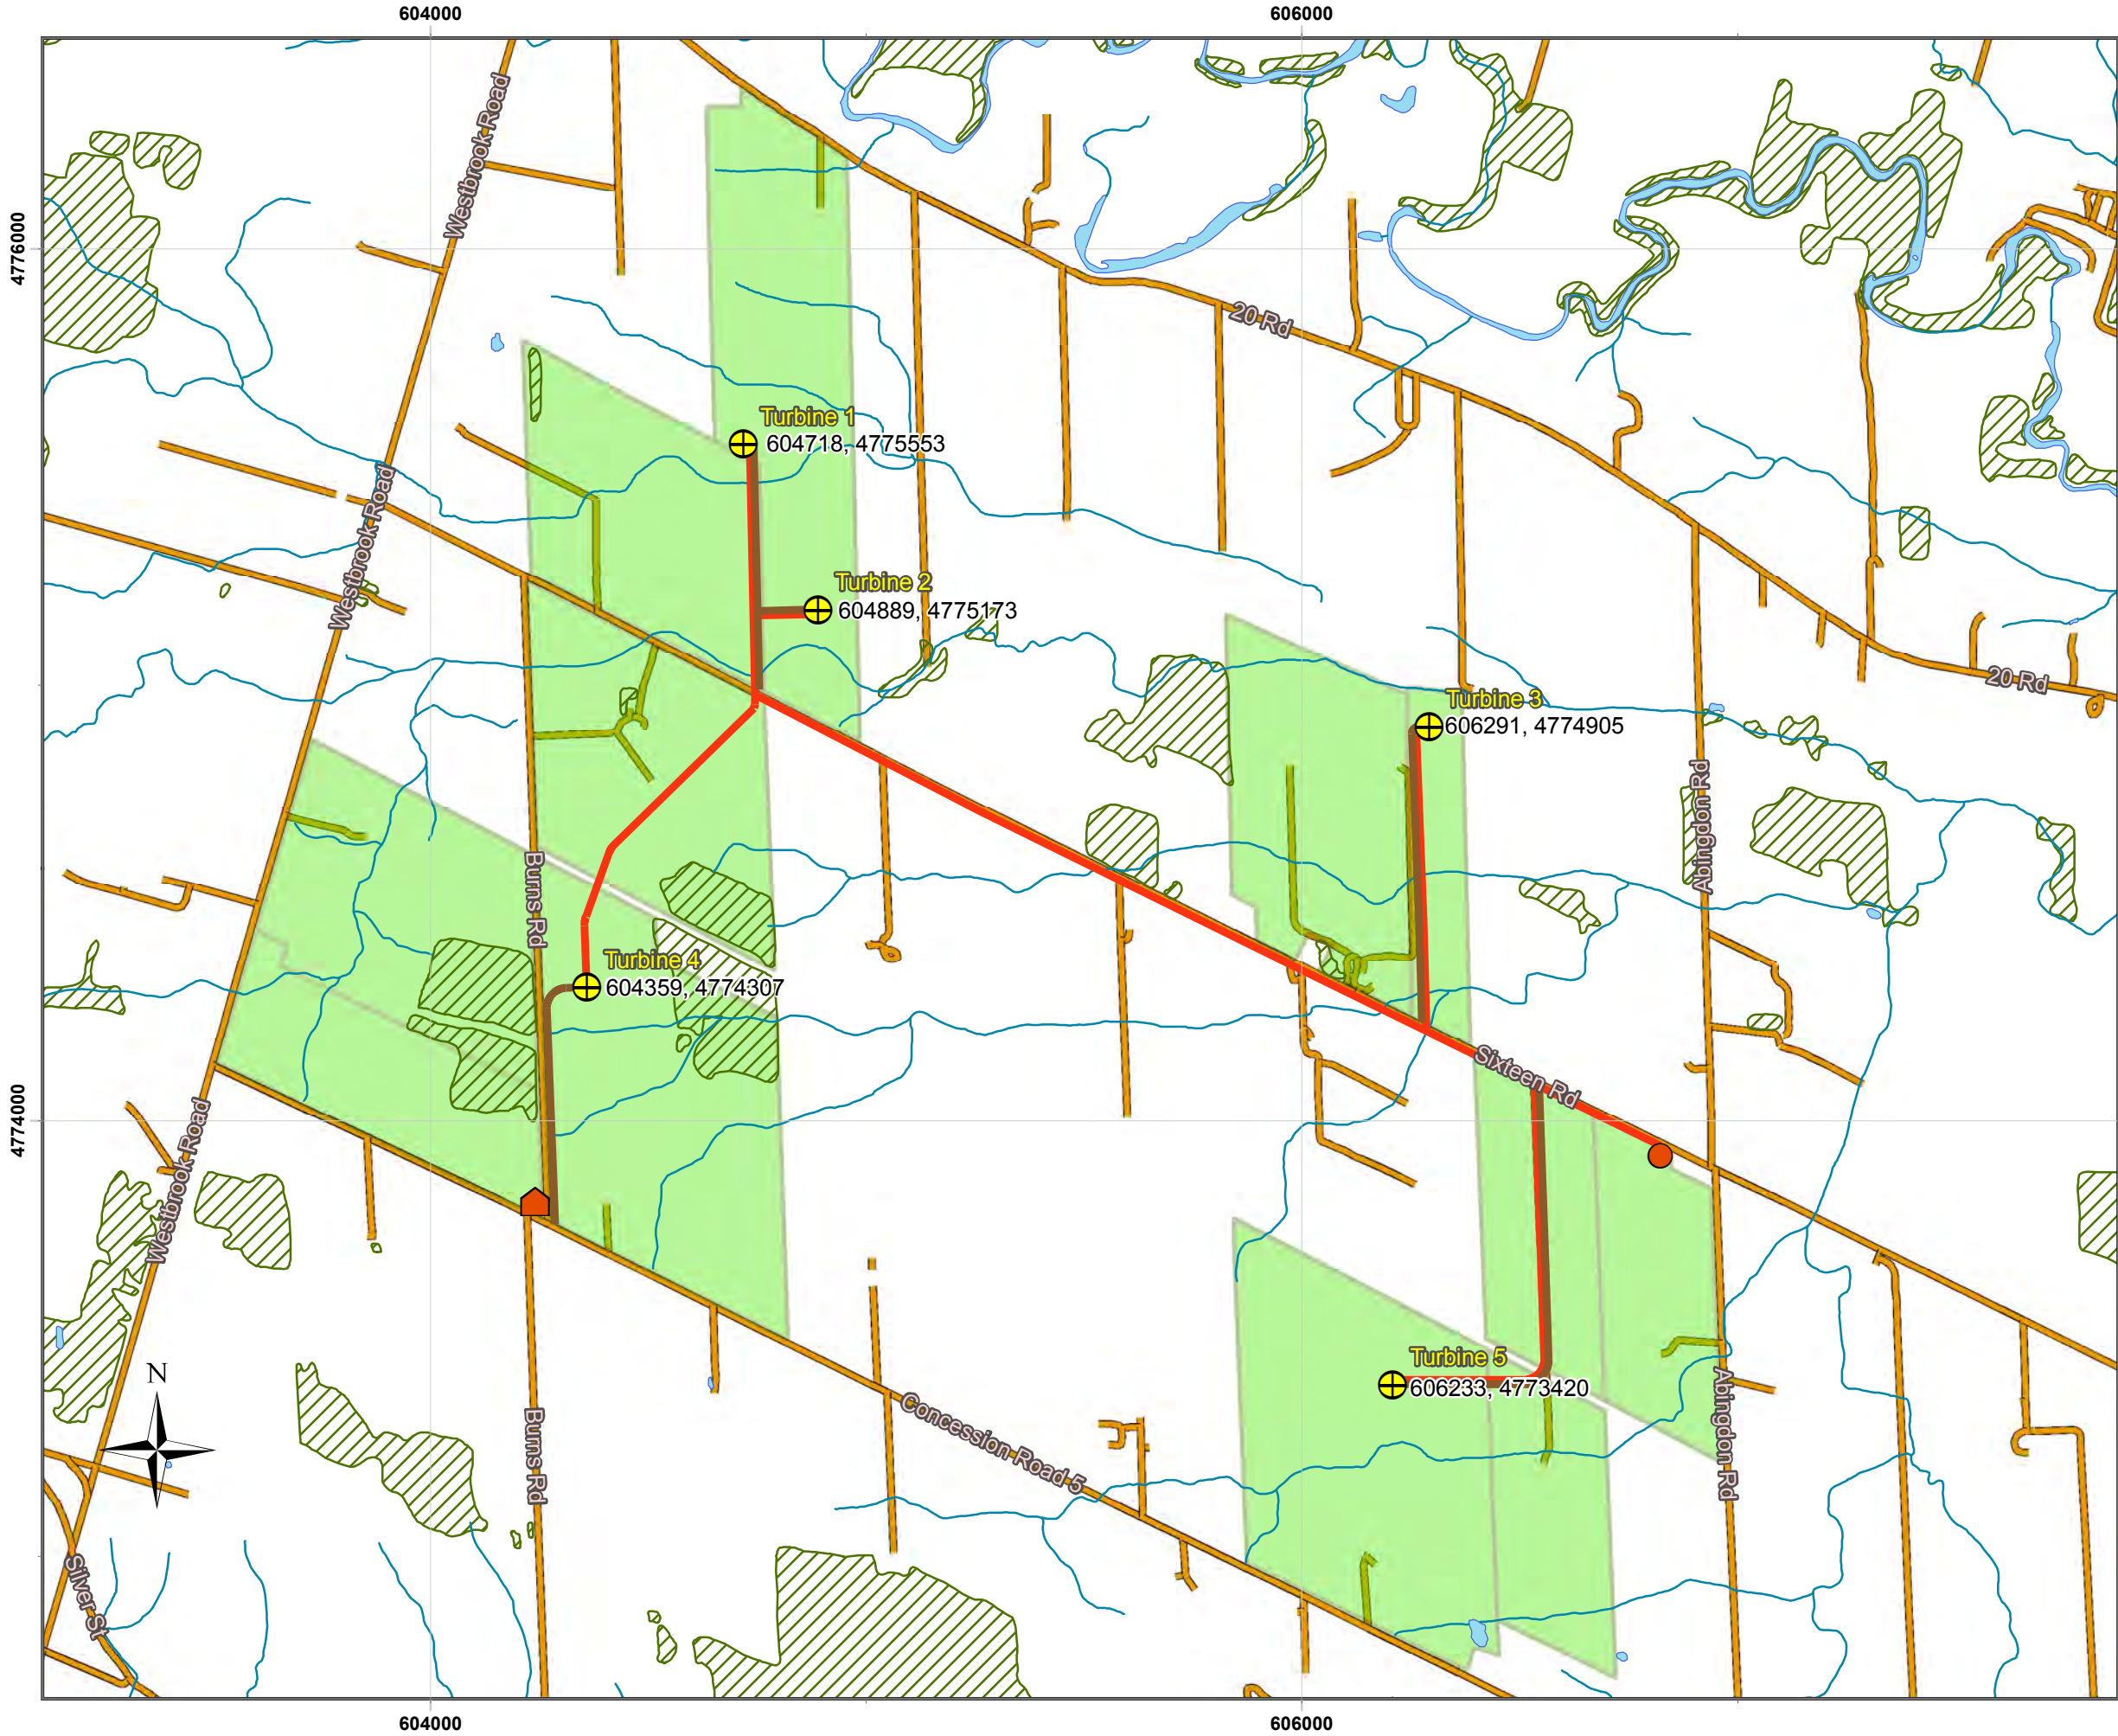 604000
606000
Westbrook Road
4776000
20 Rd
Turbine 1
604718, 4775553
Westbrook Road
Turbine 2
604889, 4775173
20 Rd
Turbine 3
606291, 4774905
Abingdon Rd
Burns Rd
Turbine 4
604359, 4774307
Sixteen Rd
4774000
Westbrook Road
N
Turbine 5
606233, 4773420
Concession Road 5
Burns Rd
Abingdon Rd
Silver St
604000
606000